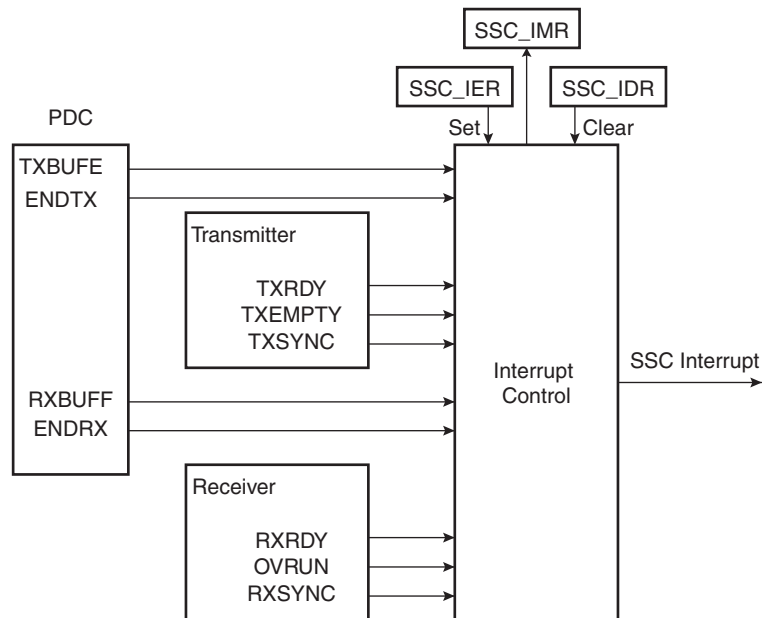 SSC_IMR
SSC_IER
SSC_IDR
PDC
Set
Clear
TXBUFE
ENDTX
Transmitter
TXRDY
TXEMPTY
TXSYNC
RXBUFF
ENDRX
Interrupt
Control
SSC Interrupt
Receiver
RXRDY
OVRUN
RXSYNC